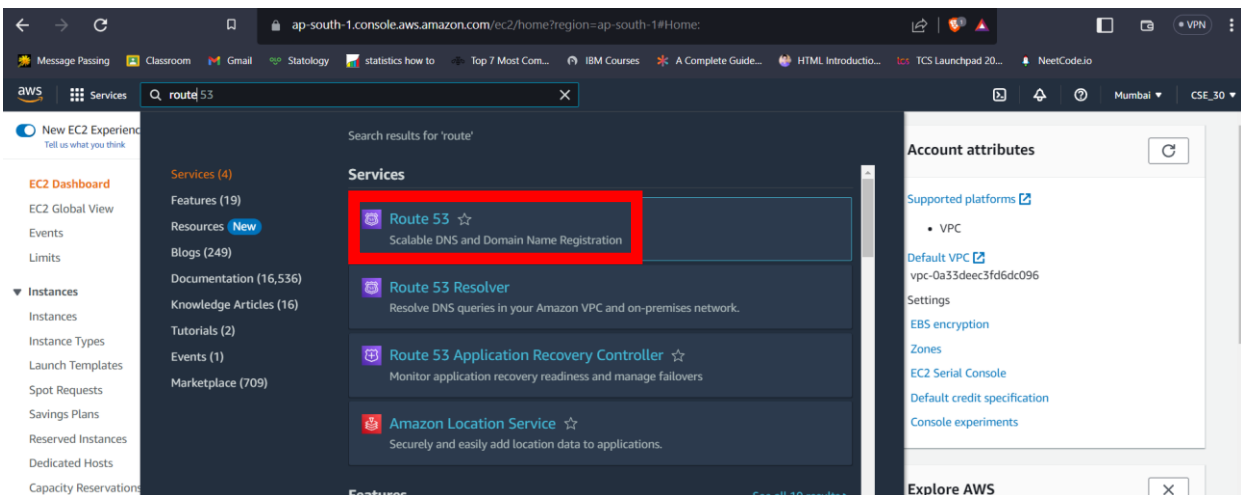 ap-south-1.console.aws.amazon.com/ec2/home?region=ap-south-1#Home:
VPN
Message Passing Classroom Gmail Statology statistics how to Top 7 Most Com... IBM Courses A Complete Guide... HTML Introductio... TCS Launchpad 20... NeetCode.io
aws Services route 53 Mumbai CSE_30
New EC2 Experienc
Tell us what you think
EC2 Dashboard
EC2 Global View
Events
Limits
Instances
Instances
Instance Types
Launch Templates
Spot Requests
Savings Plans
Reserved Instances
Dedicated Hosts
Capacity Reservations
Search results for 'route'
Services (4)
Features (19)
Resources New
Blogs (249)
Documentation (16,536)
Knowledge Articles (16)
Tutorials (2)
Events (1)
Marketplace (709)
Services
Route 53
Scalable DNS and Domain Name Registration
Route 53 Resolver
Resolve DNS queries in your Amazon VPC and on-premises network.
Route 53 Application Recovery Controller
Monitor application recovery readiness and manage failovers
Amazon Location Service
Securely and easily add location data to applications.
Features
Account attributes
Supported platforms
VPC
Default VPC
vpc-0a33deec3fd6dc096
Settings
EBS encryption
Zones
EC2 Serial Console
Default credit specification
Console experiments
Explore AWS